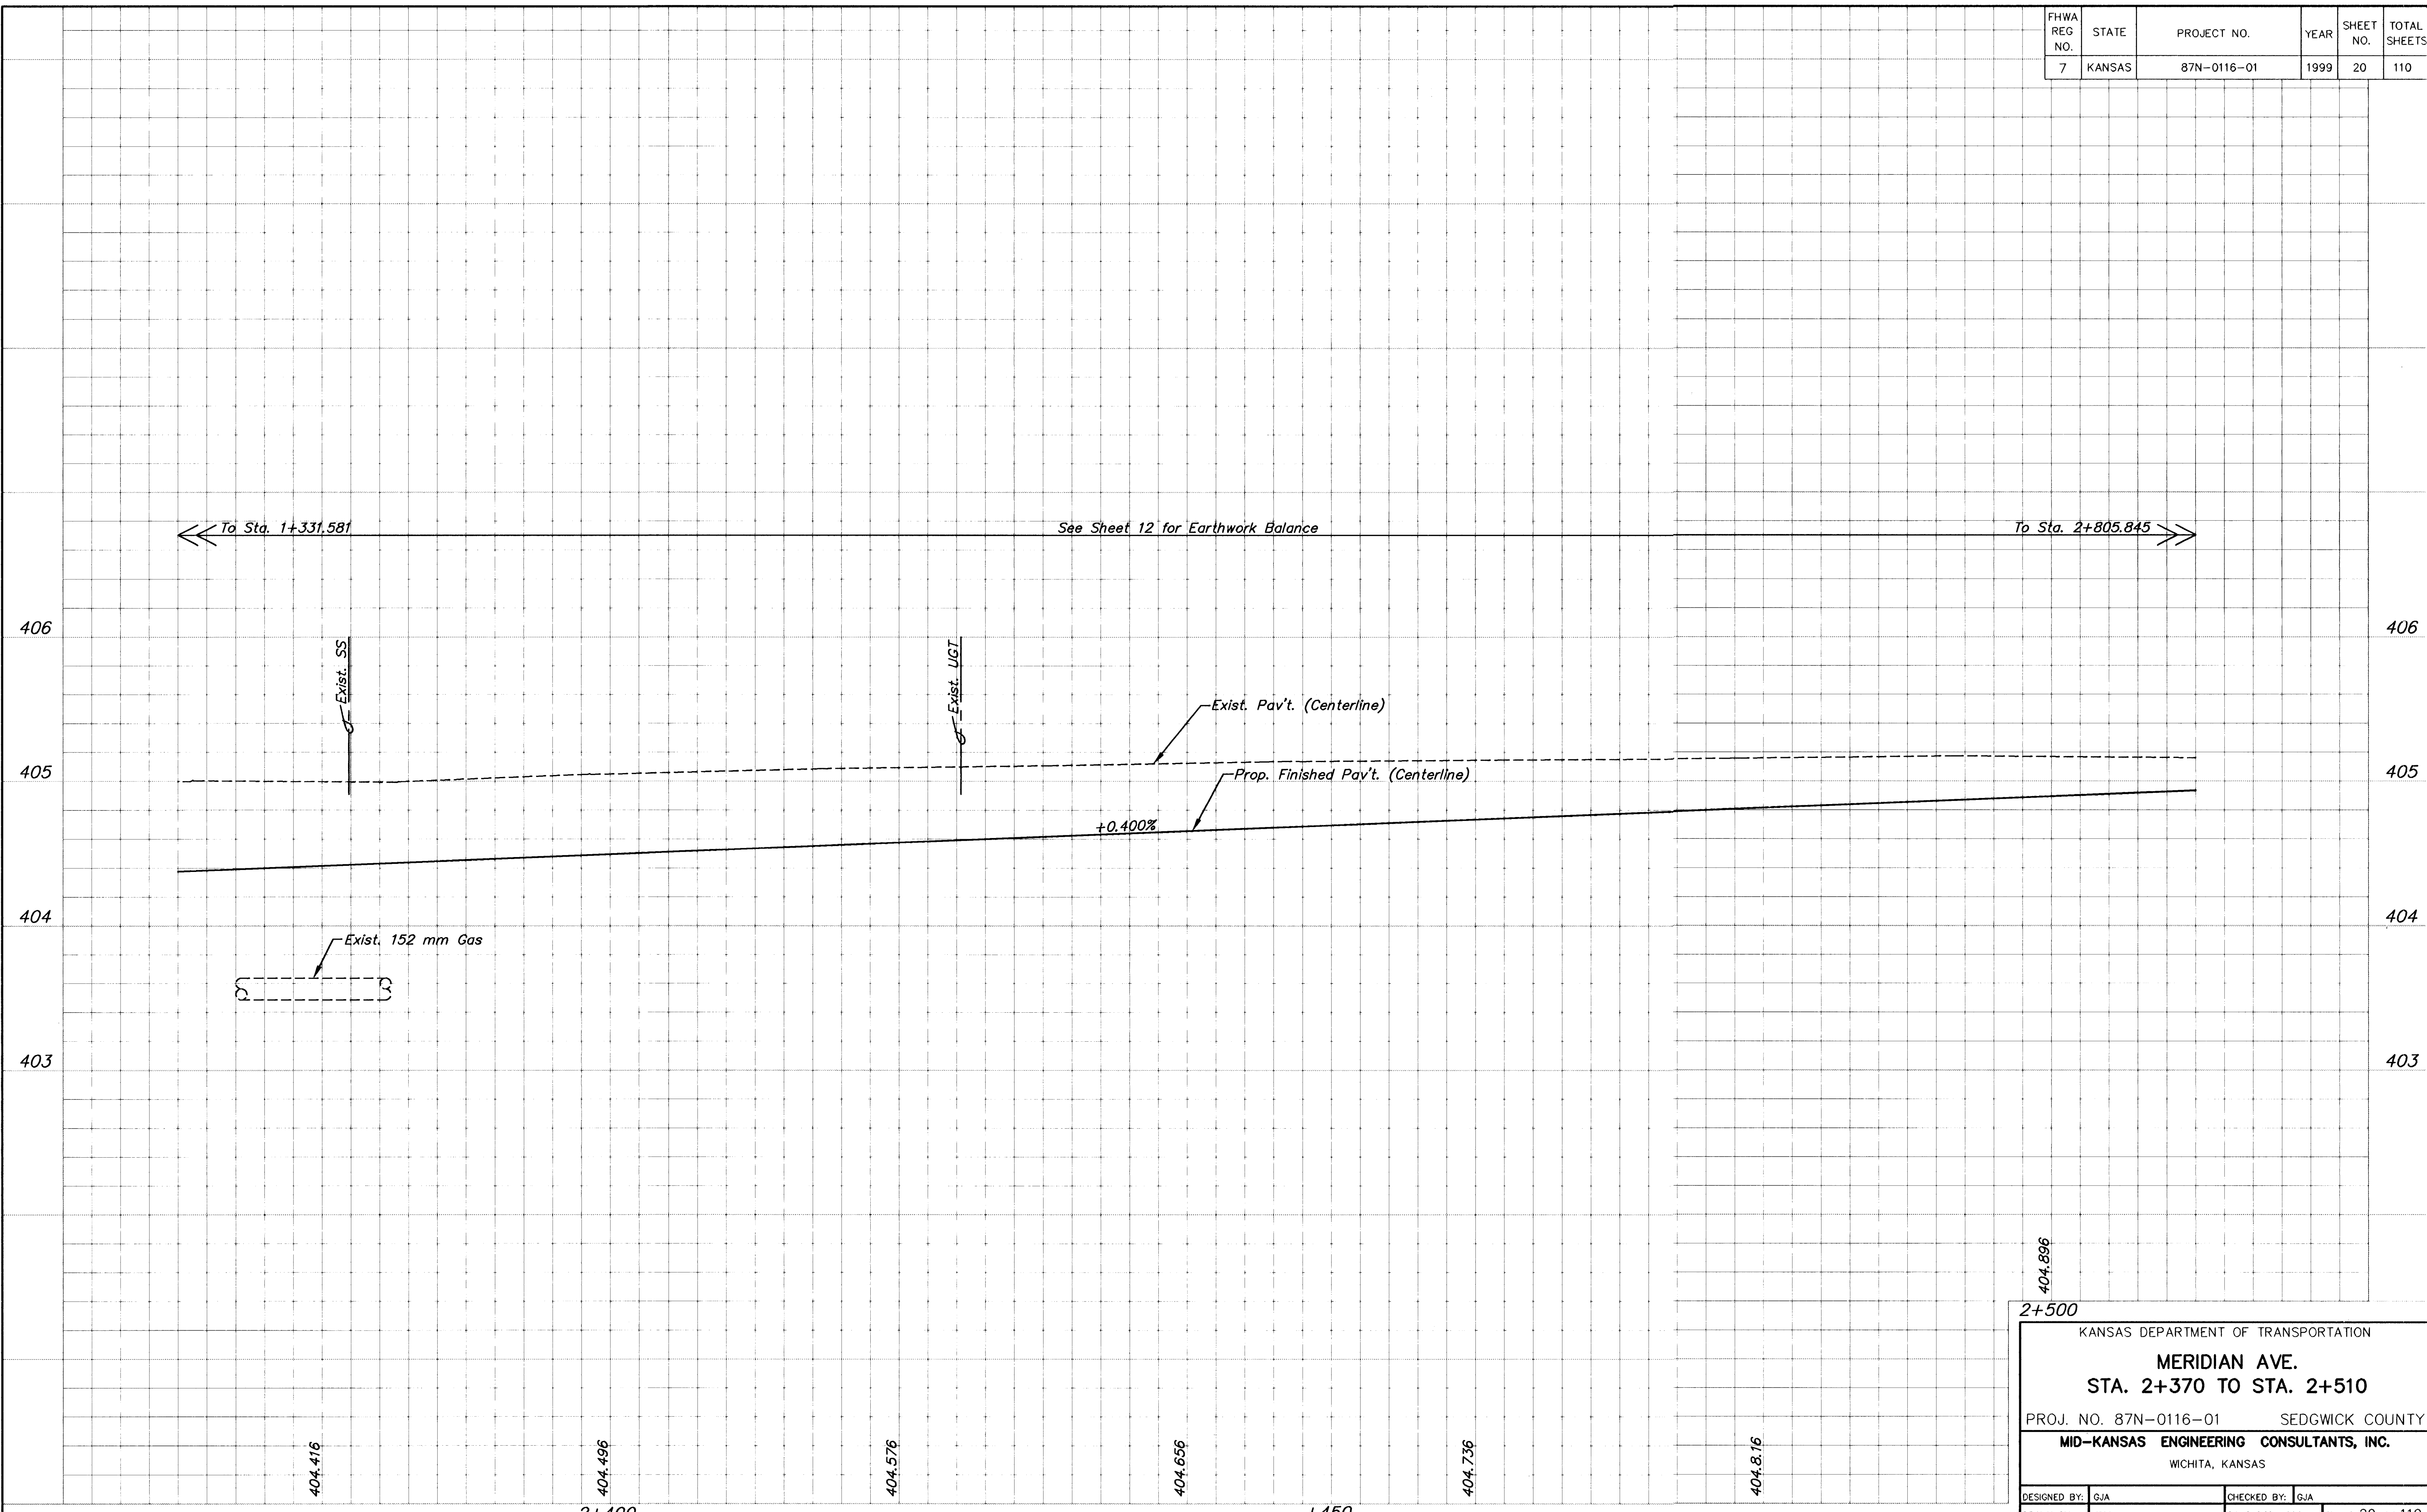 FHWA REG NO. STATE PROJECT NO. YEAR SHEET NO. TOTAL SHEETS
7 KANSAS 87N-0116-01 1999 20 110
To Sta. 1+331.581 See Sheet 12 for Earthwork Balance To Sta. 2+805.845
406 406
Exist. SS
Exist. UGT
Exist. Pav't. (Centerline)
405 405
Prop. Finished Pav't. (Centerline)
+0.400%
404 404
Exist. 152 mm Gas
403 403
404.416
404.496
404.576
404.656
404.736
404.816
404.896
2+400
+450
2+500
KANSAS DEPARTMENT OF TRANSPORTATION
MERIDIAN AVE.
STA. 2+370 TO STA. 2+510
PROJ. NO. 87N-0116-01 SEDGWICK COUNTY
MID-KANSAS ENGINEERING CONSULTANTS, INC.
WICHITA, KANSAS
DESIGNED BY: GJA CHECKED BY: GJA